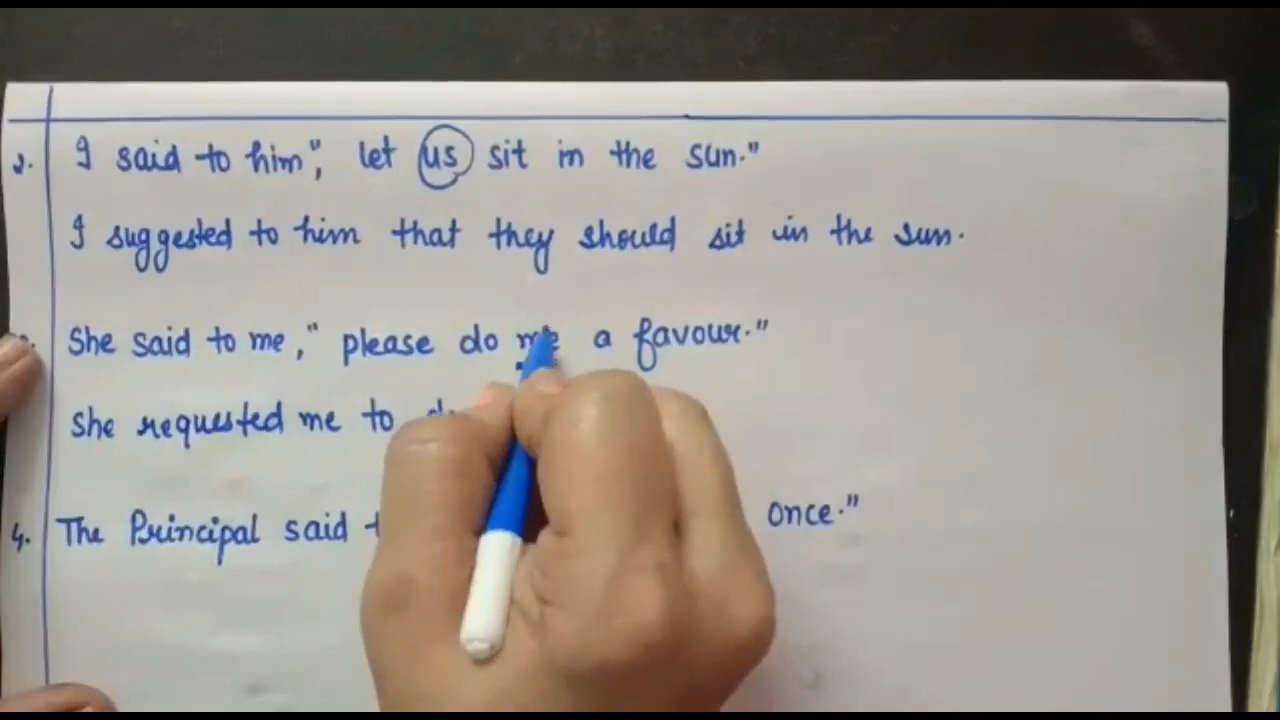 2. I said to him", let us sit in the sun."
I suggested to him that they should sit in the sun.
She said to me," please do me a favour."
She requested me to
4. The Principal said once."